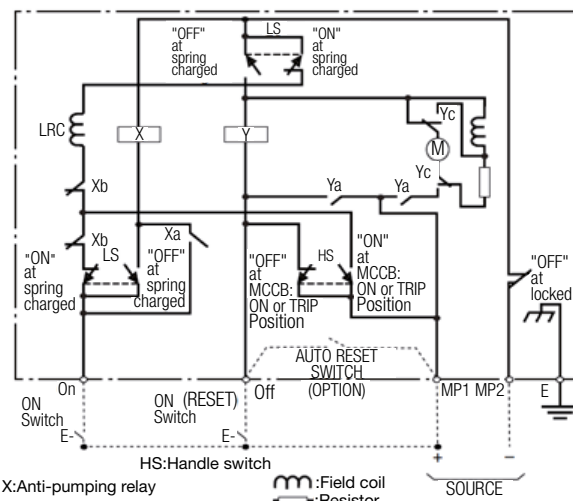 "OFF"
at
spring
charged
LS
"ON"
at
spring
charged
LRC
X
Y
Yc
M
Yc
Xb
Ya
Ya
Xb
"ON"
at
spring
charged
LS
Xa
"OFF"
at
spring
charged
"OFF"
at
MCCB:
ON or TRIP
Position
HS
"ON"
at
MCCB:
ON or TRIP
Position
"OFF"
at
locked
AUTO RESET
SWITCH
(OPTION)
On
Off
MP1 MP2
E
ON
Switch
E-
ON (RESET)
Switch
E-
+
−
HS:Handle switch
SOURCE
X:Anti-pumping relay
:Field coil
:Resistor